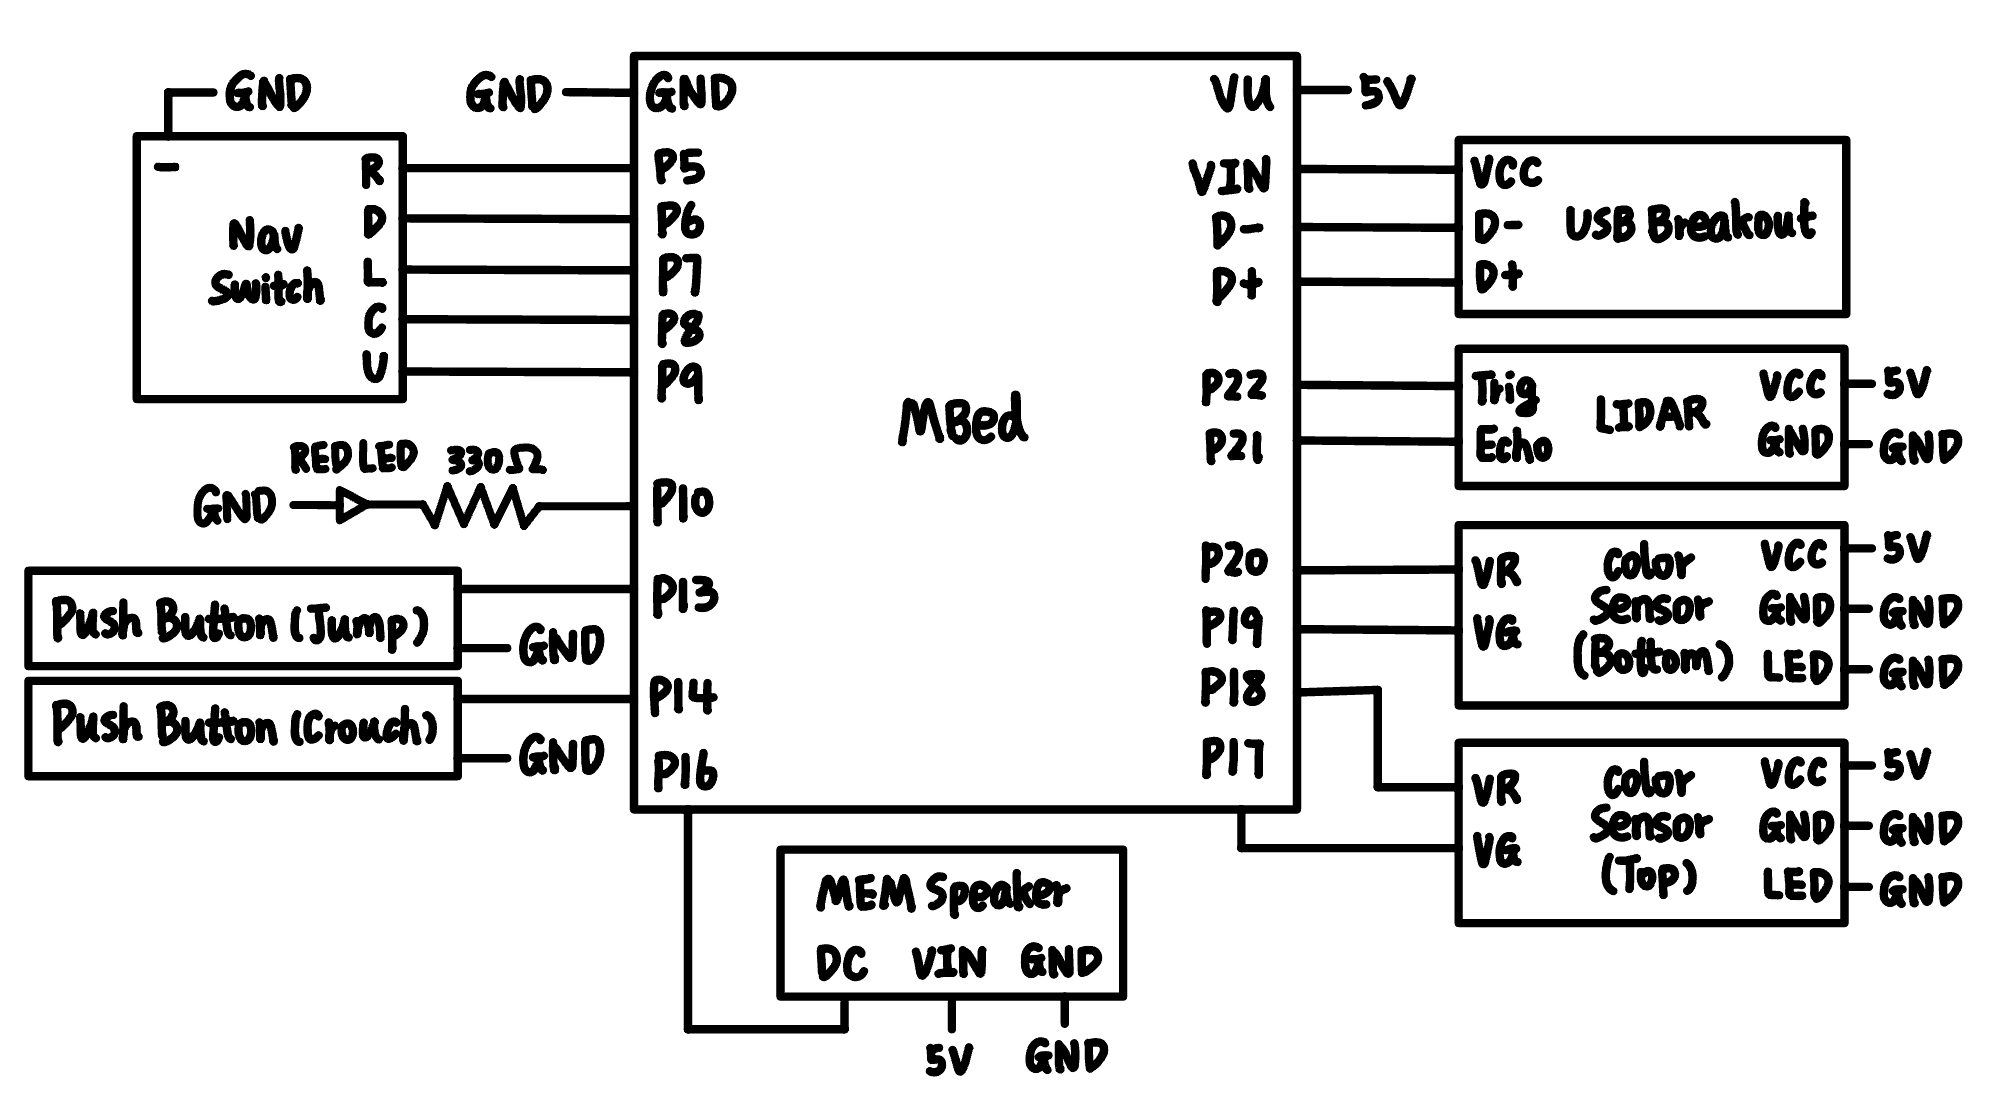 GND
GND
GND
VU
5V
-
R
D
L
C
U
Nav
Switch
P5
P6
P7
P8
P9
P10
P13
P14
P16
MBed
VIN
D-
D+
P22
P21
P20
P19
P18
P17
VCC
D-
D+
USB Breakout
Trig
Echo
LIDAR
VCC
GND
5V
GND
RED LED
330Ω
GND
Push Button (Jump)
GND
Push Button (Crouch)
GND
VR
VG
Color
Sensor
(Bottom)
VCC
GND
LED
5V
GND
GND
VR
VG
Color
Sensor
(Top)
VCC
GND
LED
5V
GND
GND
MEM Speaker
DC VIN GND
5V GND